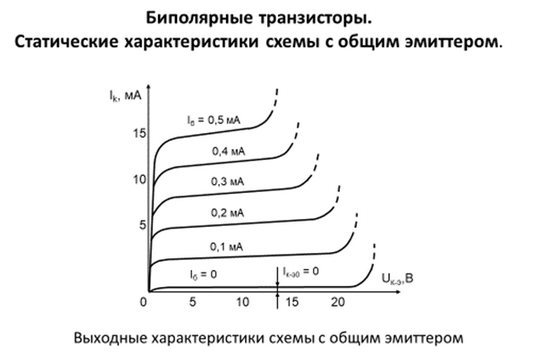 Биполярные транзисторы.
Статические характеристики схемы с общим эмиттером.
Iк, мА
15
10
5
Iб = 0,5 мА
0,4 мА
0,3 мА
0,2 мА
0,1 мА
Iб = 0
Iк-э0 = 0
Uк-э,В
0 5 10 15 20
Выходные характеристики схемы с общим эмиттером